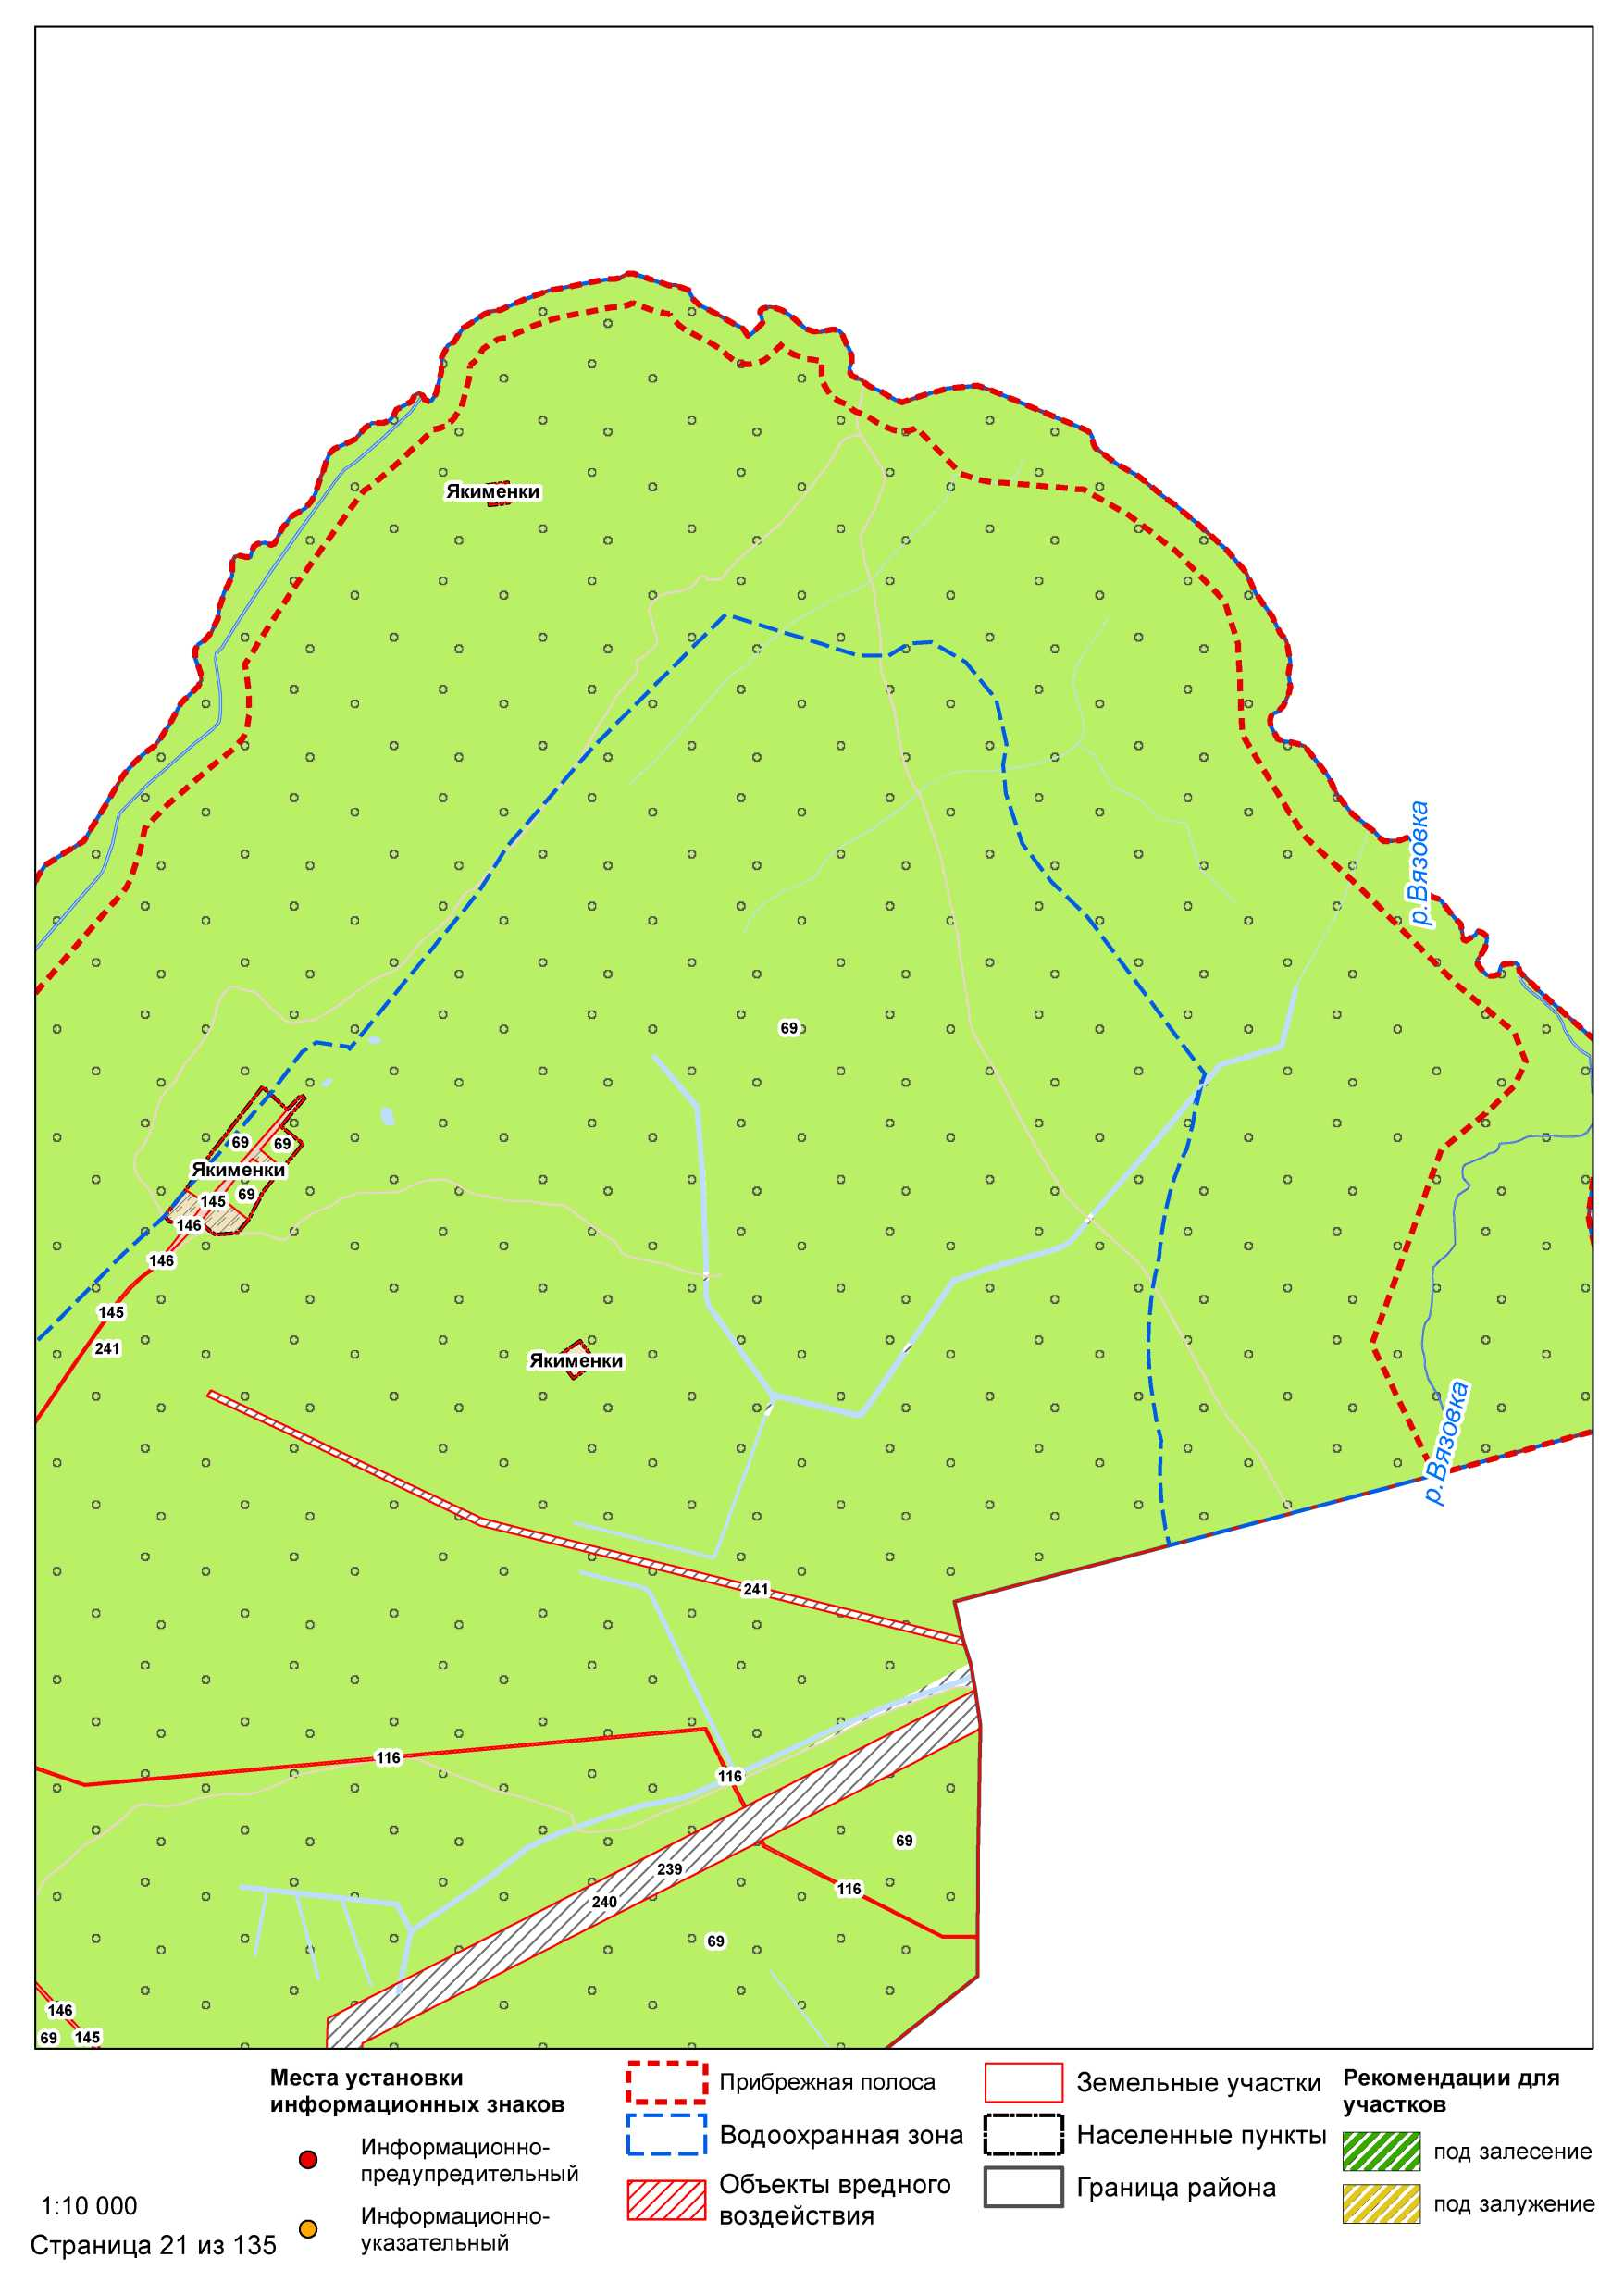 Якименки
р.Вязовка
69
69
69
Якименки
69
145
146
146
145
241
Якименки
р.Вязовка
241
116
116
69
239
116
240
69
146
69
145
Места установки
информационных знаков
Информационно-
предупредительный
Информационно-
указательный
Прибрежная полоса
Водоохранная зона
Объекты вредного
воздействия
Земельные участки
Населенные пункты
Граница района
Рекомендации для
участков
под залесение
под залужение
1:10 000
Страница 21 из 135